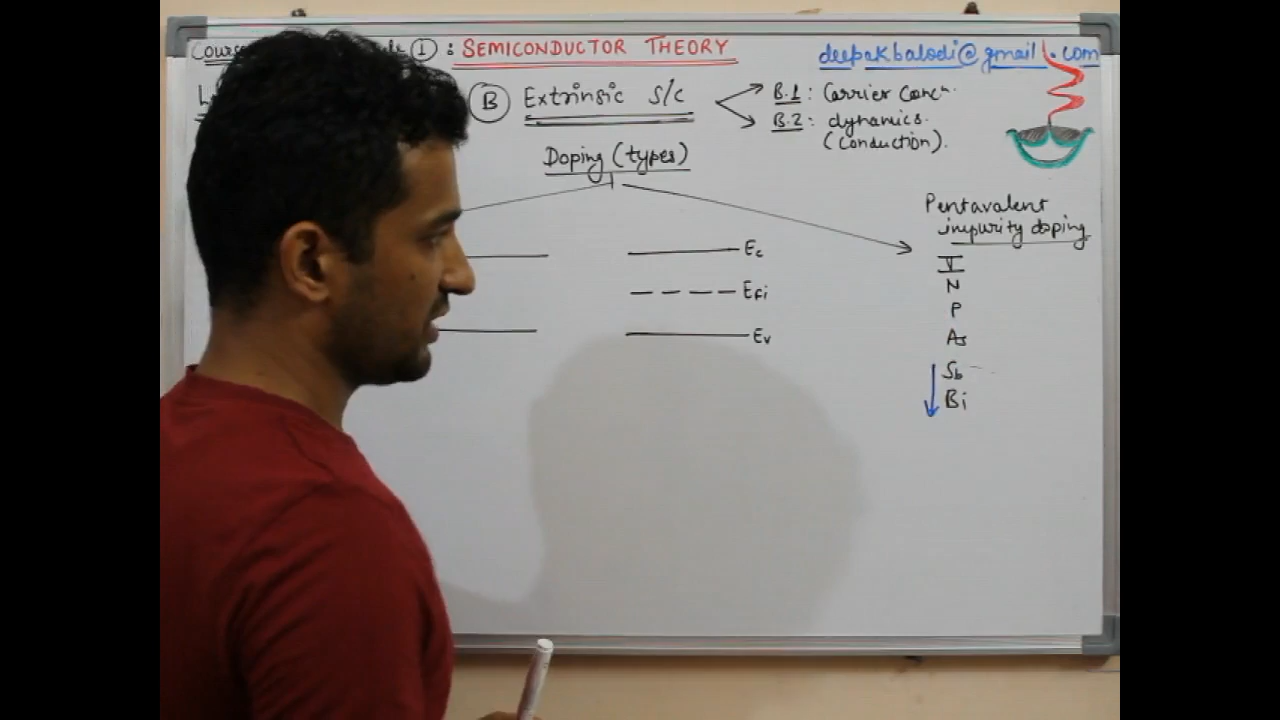 Cours I : SEMICONDUCTOR THEORY
deepakbalodi@gmail.com
L B Extrinsic S/C
B.1 : Carrier Concn.
B.2 : dynamics.
(Conduction).
Doping (types)
Pentavalent
impurity doping
V
N
P
As
Sb
Bi
Ec
Efi
Ev